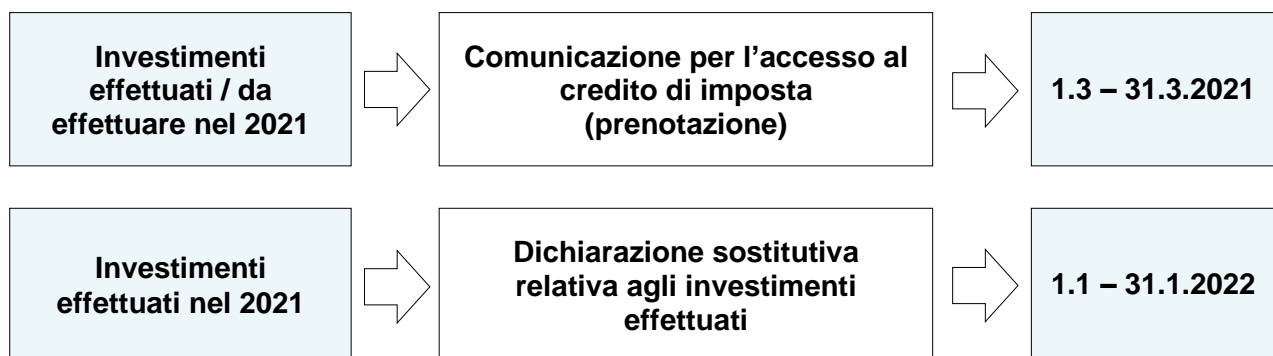 Investimenti
effettuati / da
effettuare nel 2021
Comunicazione per l’accesso al
credito di imposta
(prenotazione)
1.3 – 31.3.2021
Investimenti
effettuati nel 2021
Dichiarazione sostitutiva
relativa agli investimenti
effettuati
1.1 – 31.1.2022